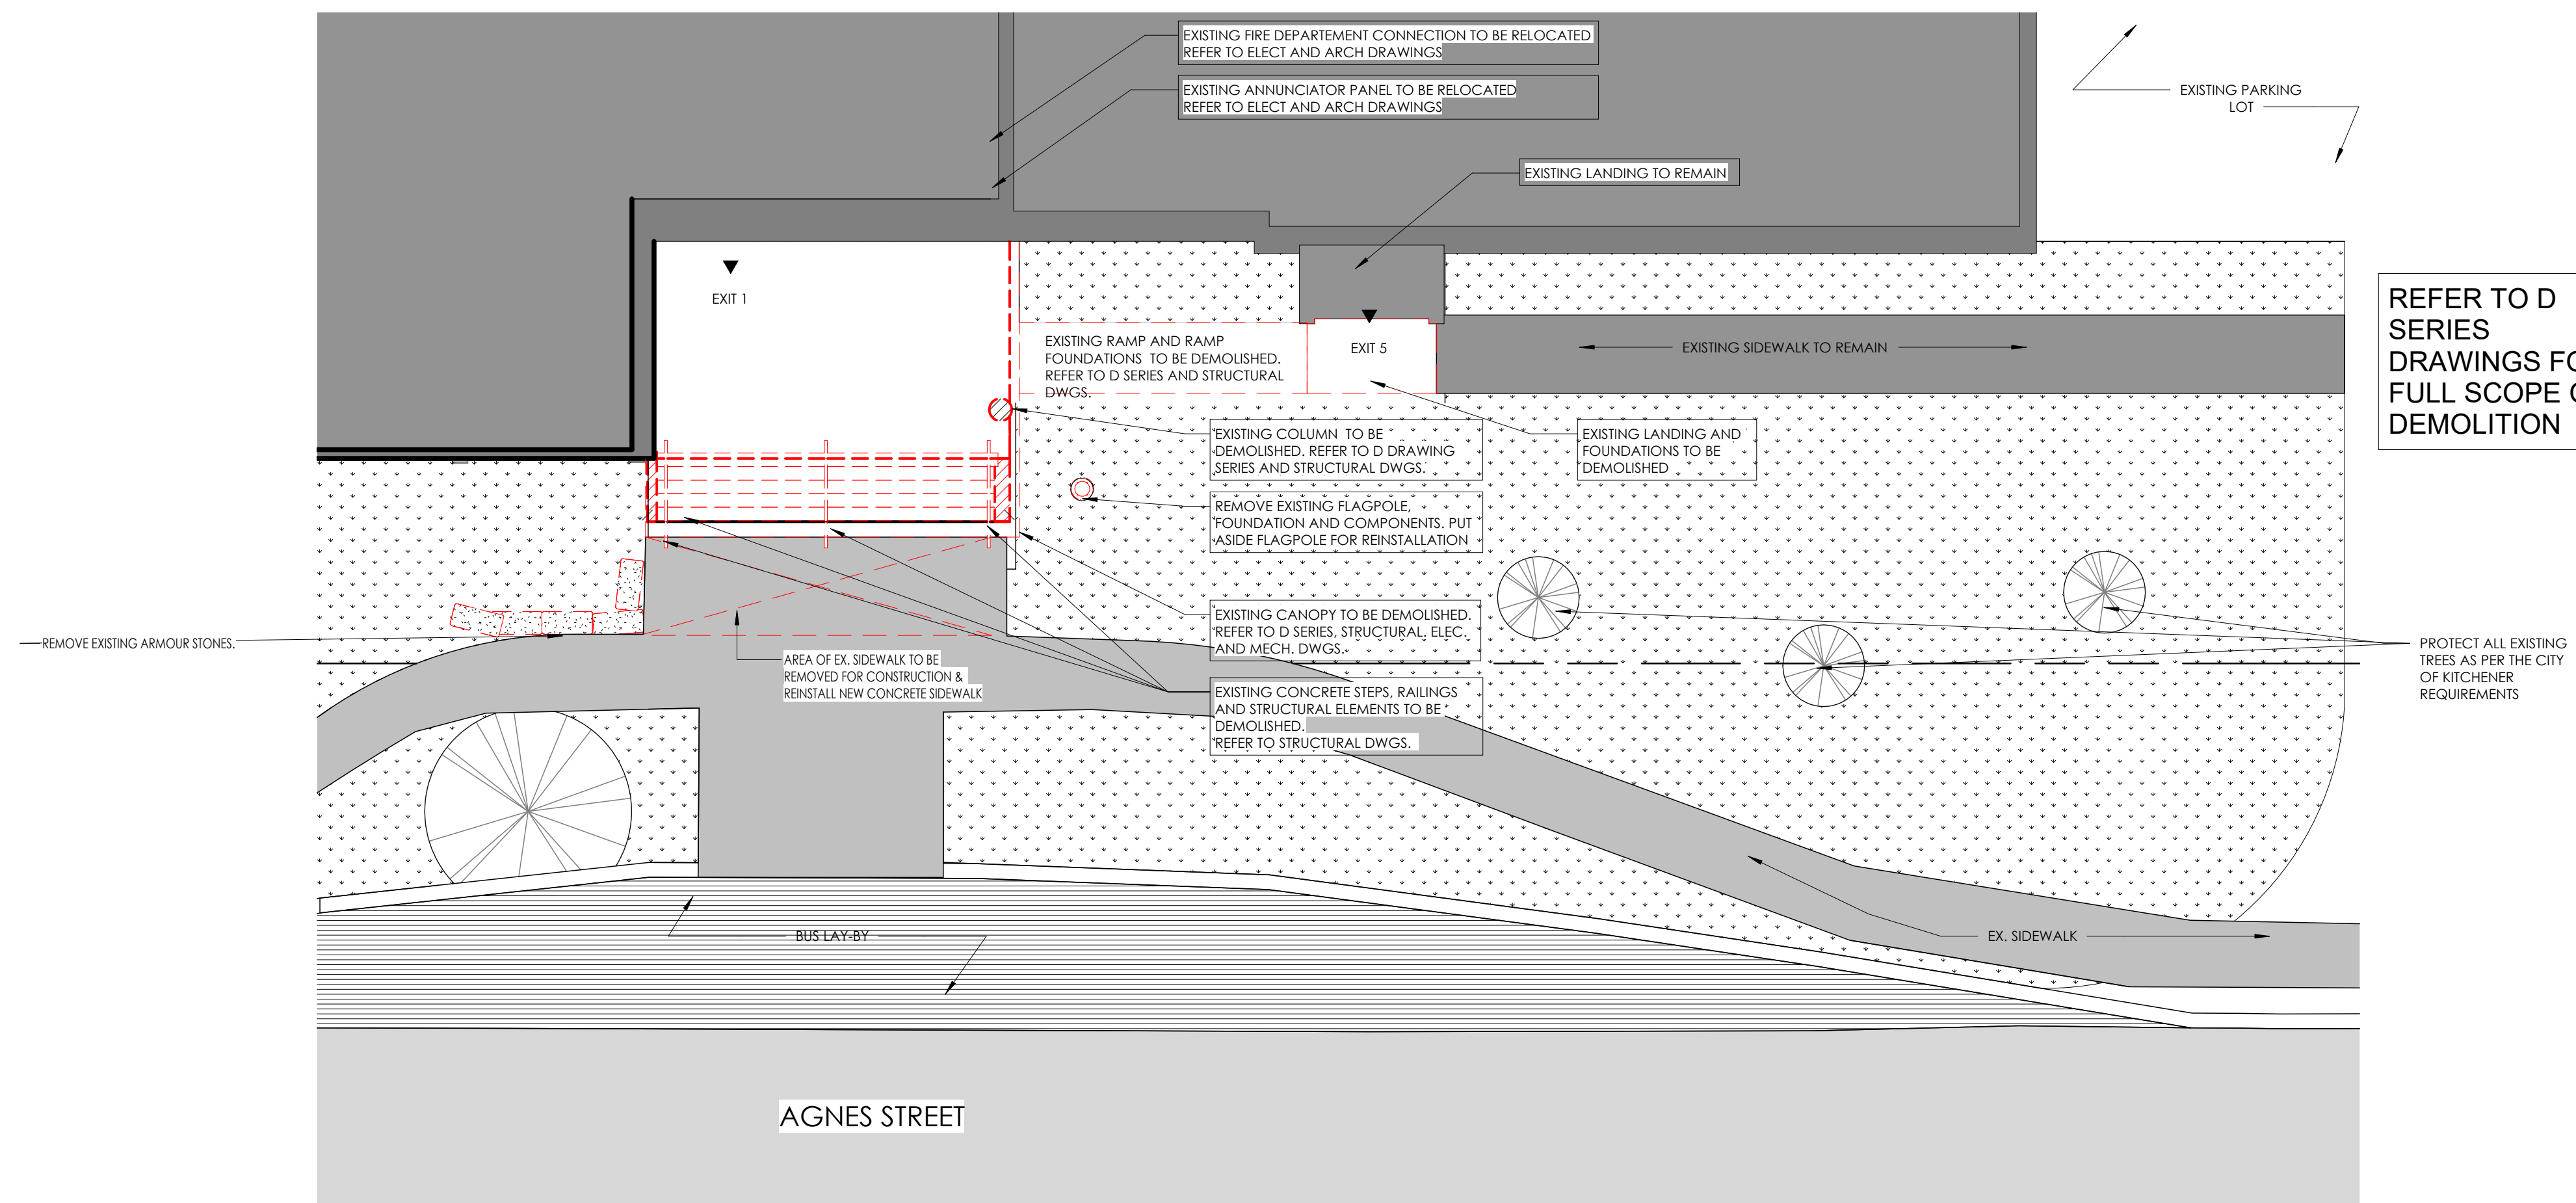 EXISTING FIRE DEPARTEMENT CONNECTION TO BE RELOCATED
REFER TO ELECT AND ARCH DRAWINGS
EXISTING ANNUNCIATOR PANEL TO BE RELOCATED
REFER TO ELECT AND ARCH DRAWINGS
EXISTING PARKING
LOT
EXISTING LANDING TO REMAIN
EXIT 1
REFER TO D
SERIES
DRAWINGS FO
FULL SCOPE
DEMOLITION
EXISTING RAMP AND RAMP
FOUNDATIONS TO BE DEMOLISHED.
REFER TO D SERIES AND STRUCTURAL
DWGS.
EXIT 5
EXISTING SIDEWALK TO REMAIN
EXISTING COLUMN TO BE
DEMOLISHED. REFER TO D DRAWING
SERIES AND STRUCTURAL DWGS.
EXISTING LANDING AND
FOUNDATIONS TO BE
DEMOLISHED
REMOVE EXISTING FLAGPOLE,
FOUNDATION AND COMPONENTS. PUT
ASIDE FLAGPOLE FOR REINSTALLATION
EXISTING CANOPY TO BE DEMOLISHED.
REFER TO D SERIES, STRUCTURAL. ELEC.
AND MECH. DWGS.
REMOVE EXISTING ARMOUR STONES.
AREA OF EX. SIDEWALK TO BE
REMOVED FOR CONSTRUCTION &
REINSTALL NEW CONCRETE SIDEWALK
EXISTING CONCRETE STEPS, RAILINGS
AND STRUCTURAL ELEMENTS TO BE
DEMOLISHED.
REFER TO STRUCTURAL DWGS.
PROTECT ALL EXISTING
TREES AS PER THE CITY
OF KITCHENER
REQUIREMENTS
BUS LAY-BY
EX. SIDEWALK
AGNES STREET